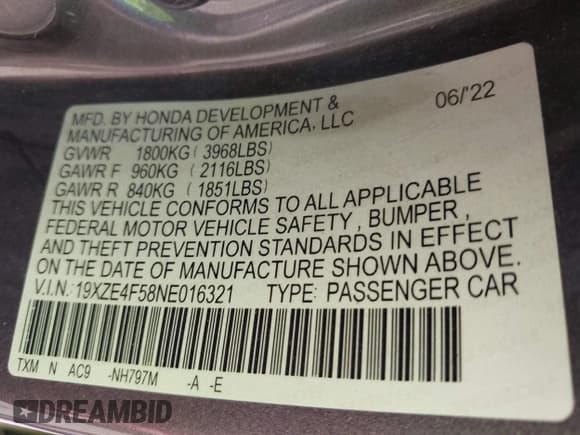 MFD. BY HONDA DEVELOPMENT & 06/'22
MANUFACTURING OF AMERICA, LLC
GVWR 1800KG ( 3968LBS)
GAWR F 960KG ( 2116LBS)
GAWR R 840KG ( 1851LBS)
THIS VEHICLE CONFORMS TO ALL APPLICABLE
FEDERAL MOTOR VEHICLE SAFETY , BUMPER ,
AND THEFT PREVENTION STANDARDS IN EFFECT
ON THE DATE OF MANUFACTURE SHOWN ABOVE.
V.I.N.: 19XZE4F58NE016321 TYPE: PASSENGER CAR
TXM N AC9 -NH797M -A -E
DREAMBID